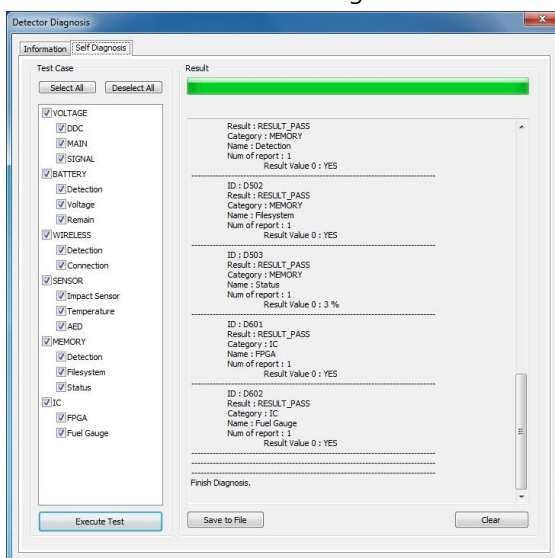 Detector Diagnosis
Information
Self Diagnosis
Test Case
Select All
Deselect All
VOLTAGE
DDC
MAIN
SIGNAL
BATTERY
Detection
Voltage
Remain
WIRELESS
Detection
Connection
SENSOR
Impact Sensor
Temperature
AED
MEMORY
Detection
Filesystem
Status
IC
FPGA
Fuel Gauge
Execute Test
Result
Result : RESULT_PASS
Category : MEMORY
Name : Detection
Num of report : 1
Result Value 0 : YES
ID : D502
Result : RESULT_PASS
Category : MEMORY
Name : Filesystem
Num of report : 1
Result Value 0 : YES
ID : D503
Result : RESULT_PASS
Category : MEMORY
Name : Status
Num of report : 1
Result Value 0 : 3 %
ID : D601
Result : RESULT_PASS
Category : IC
Name : FPGA
Num of report : 1
Result Value 0 : YES
ID : D602
Result : RESULT_PASS
Category : IC
Name : Fuel Gauge
Num of report : 1
Result Value 0 : YES
Finish Diagnosis.
Save to File
Clear